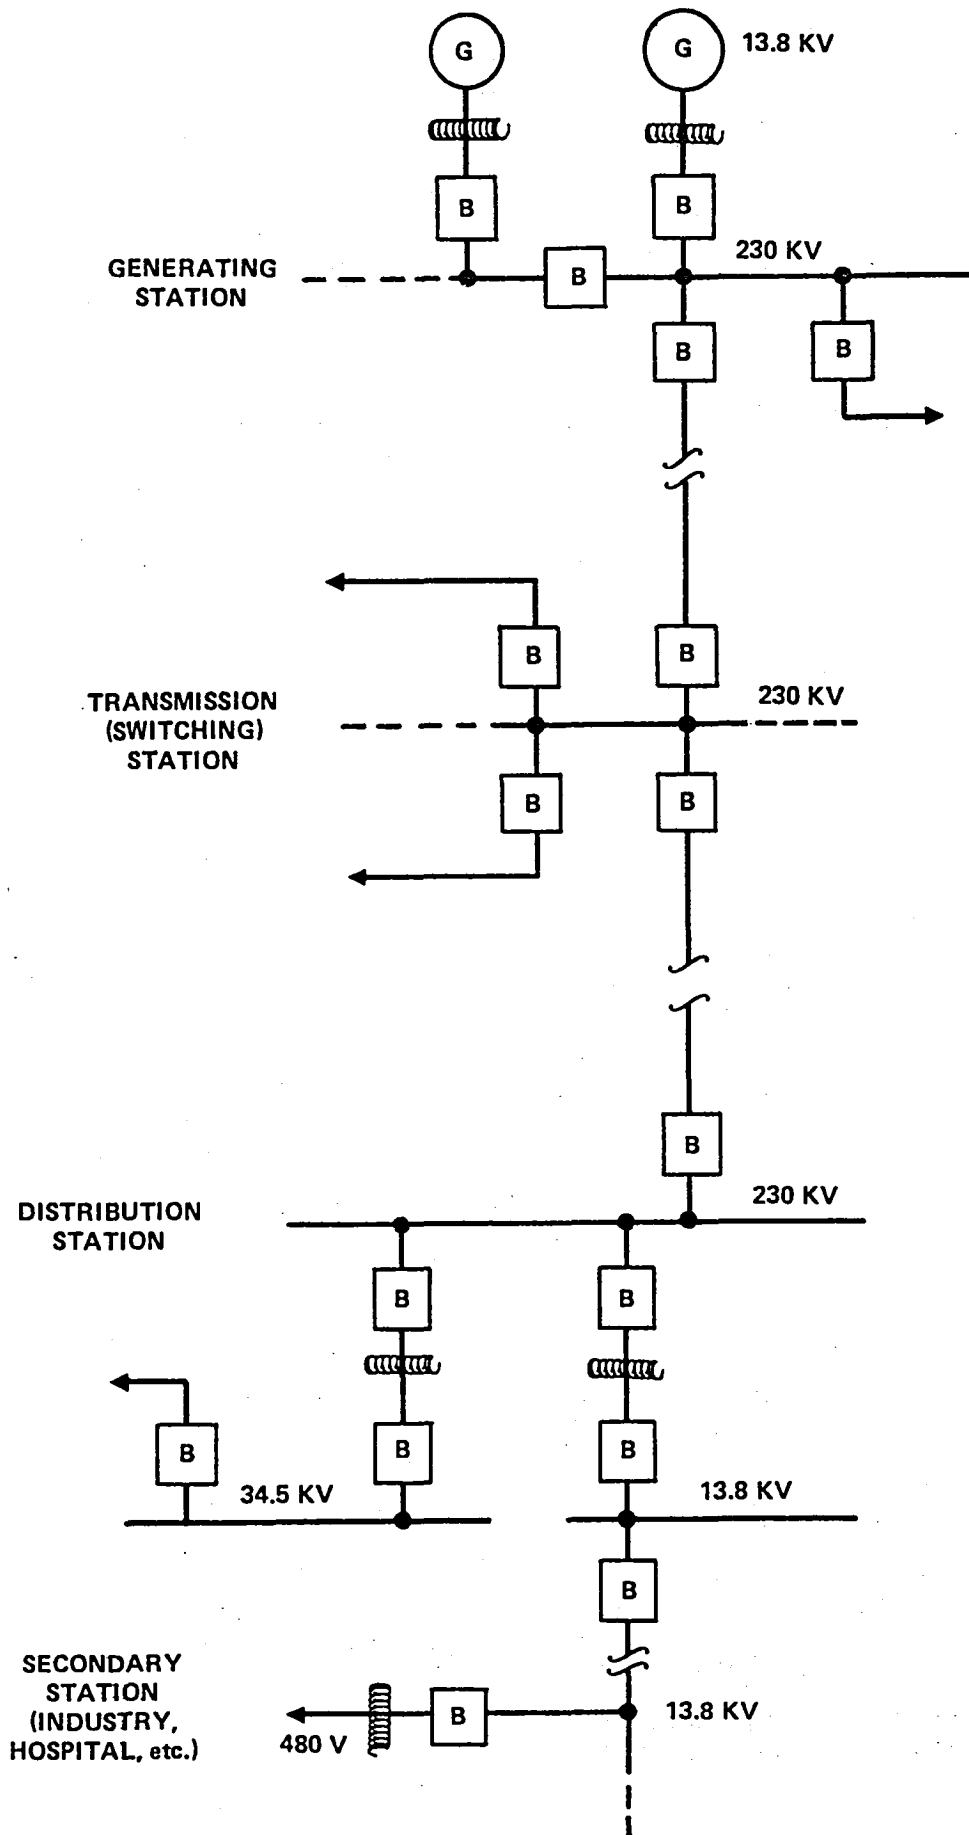 G
G
13.8 KV
B
B
GENERATING
STATION
B
230 KV
B
B
B
B
TRANSMISSION
(SWITCHING)
STATION
230 KV
B
B
B
DISTRIBUTION
STATION
230 KV
B
B
B
B
B
34.5 KV
13.8 KV
B
SECONDARY
STATION
(INDUSTRY,
HOSPITAL, etc.)
B
480 V
13.8 KV